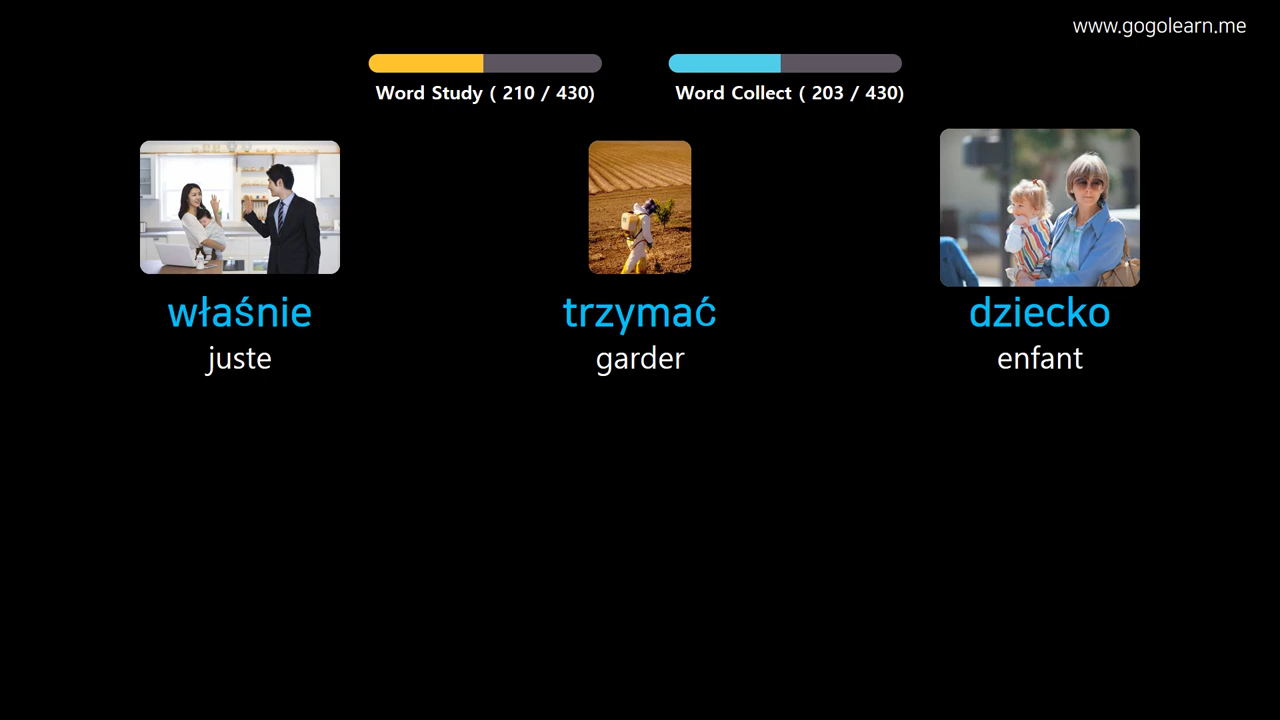 www.gogolearn.me
Word Study ( 210 / 430)
Word Collect ( 203 / 430)
właśnie
trzymać
dziecko
juste
garder
enfant